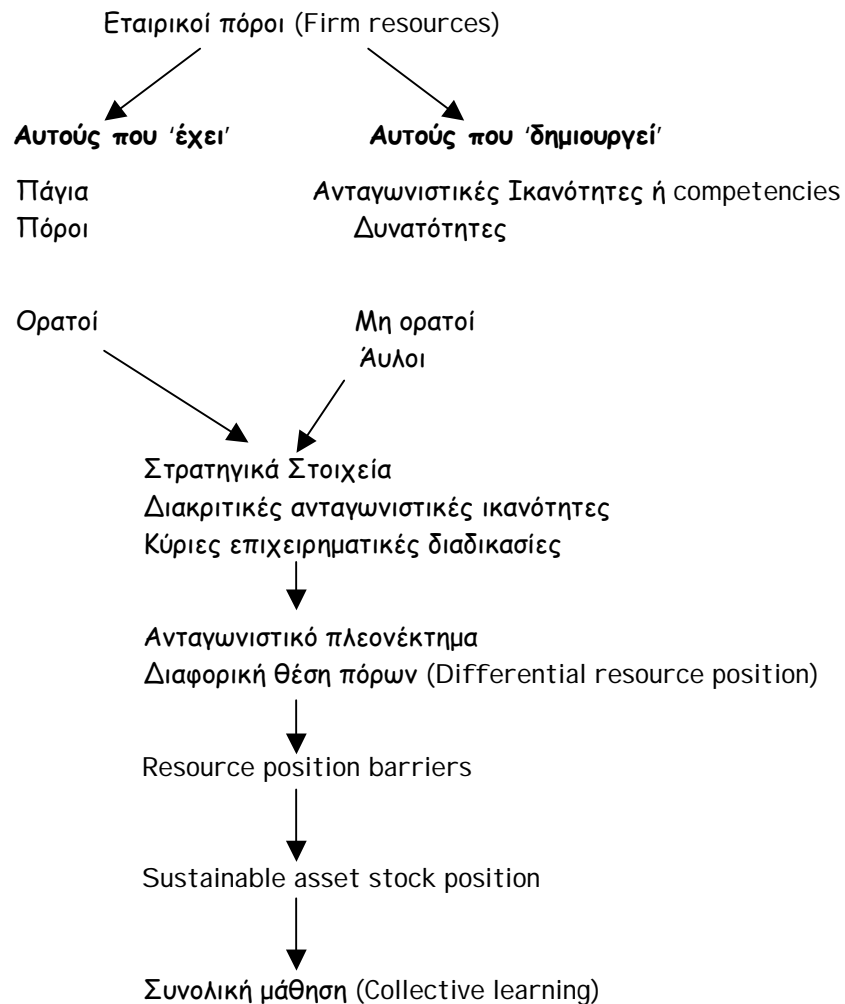 Εταιρικοί πόροι (Firm resources)
Αυτούς που ‘έχει’ Αυτούς που ‘δημιουργεί’
Πάγια Ανταγωνιστικές Ικανότητες ή competencies
Πόροι Δυνατότητες
Ορατοί Μη ορατοί
Άυλοι
Στρατηγικά Στοιχεία
Διακριτικές ανταγωνιστικές ικανότητες
Κύριες επιχειρηματικές διαδικασίες
Ανταγωνιστικό πλεονέκτημα
Διαφορική θέση πόρων (Differential resource position)
Resource position barriers
Sustainable asset stock position
Συνολική μάθηση (Collective learning)